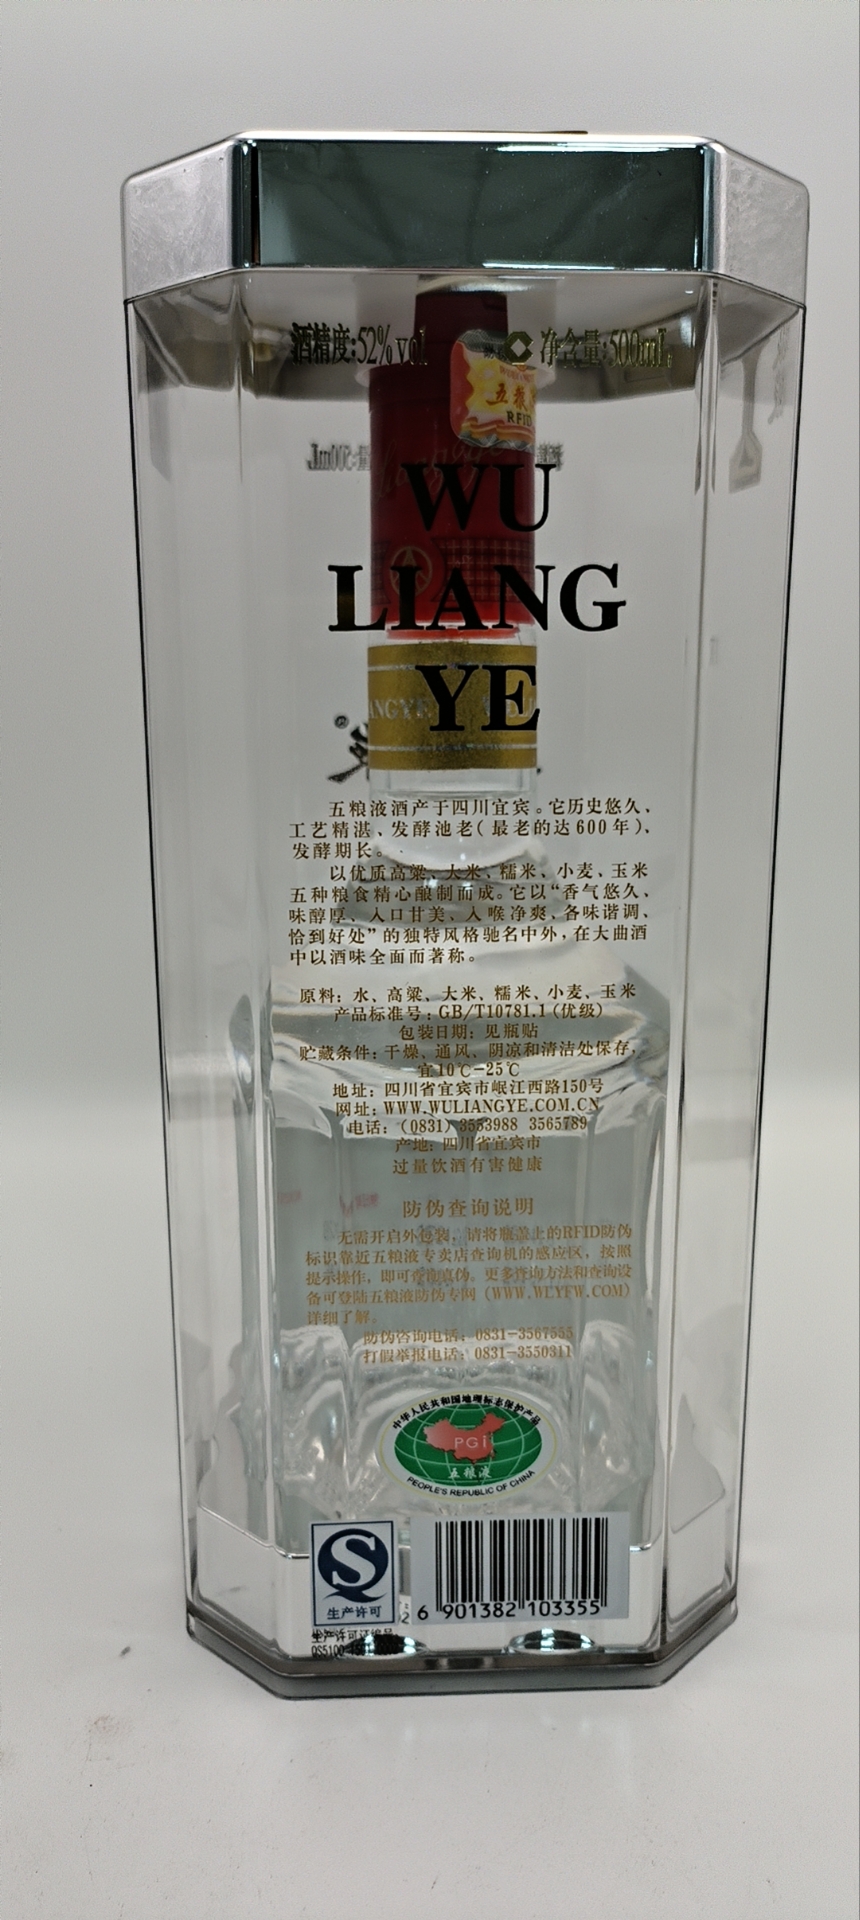 酒精度:52%vol 净含量:500mL
五粮
RFID
WU
LIANG
YE
五粮液酒产于四川宜宾。它历史悠久、
工艺精湛、发酵池老(最老的达600年)、
发酵期长。
以优质高粱、大米、糯米、小麦、玉米
五种粮食精心酿制而成。它以“香气悠久、
味醇厚、入口甘美、入喉净爽、各味谐调、
恰到好处”的独特风格驰名中外,在大曲酒
中以酒味全面而著称。
原料:水、高粱、大米、糯米、小麦、玉米
产品标准号:GB/T10781.1(优级)
包装日期:见瓶贴
贮藏条件:干燥、通风、阴凉和清洁处保存,
宜10℃-25℃
地址:四川省宜宾市岷江西路150号
网址:WWW.WULIANGYE.COM.CN
电话:(0831)3553988 3565789
产地:四川省宜宾市
过量饮酒有害健康
防伪查询说明
无需开启外包装,请将瓶盖上的RFID防伪
标识靠近五粮液专卖店查询机的感应区,按照
提示操作,即可查询真伪。更多查询方法和查询设
备可登陆五粮液防伪专网(WWW.WLYFW.COM)
详细了解。
防伪咨询电话:0831-3567555
打假举报电话:0831-3550311
中华人民共和国地理标志保护产品
PGI
五粮液
PEOPLE'S REPUBLIC OF CHINA
生产许可
6 901382 103355
生产许可证编号:
QS5100